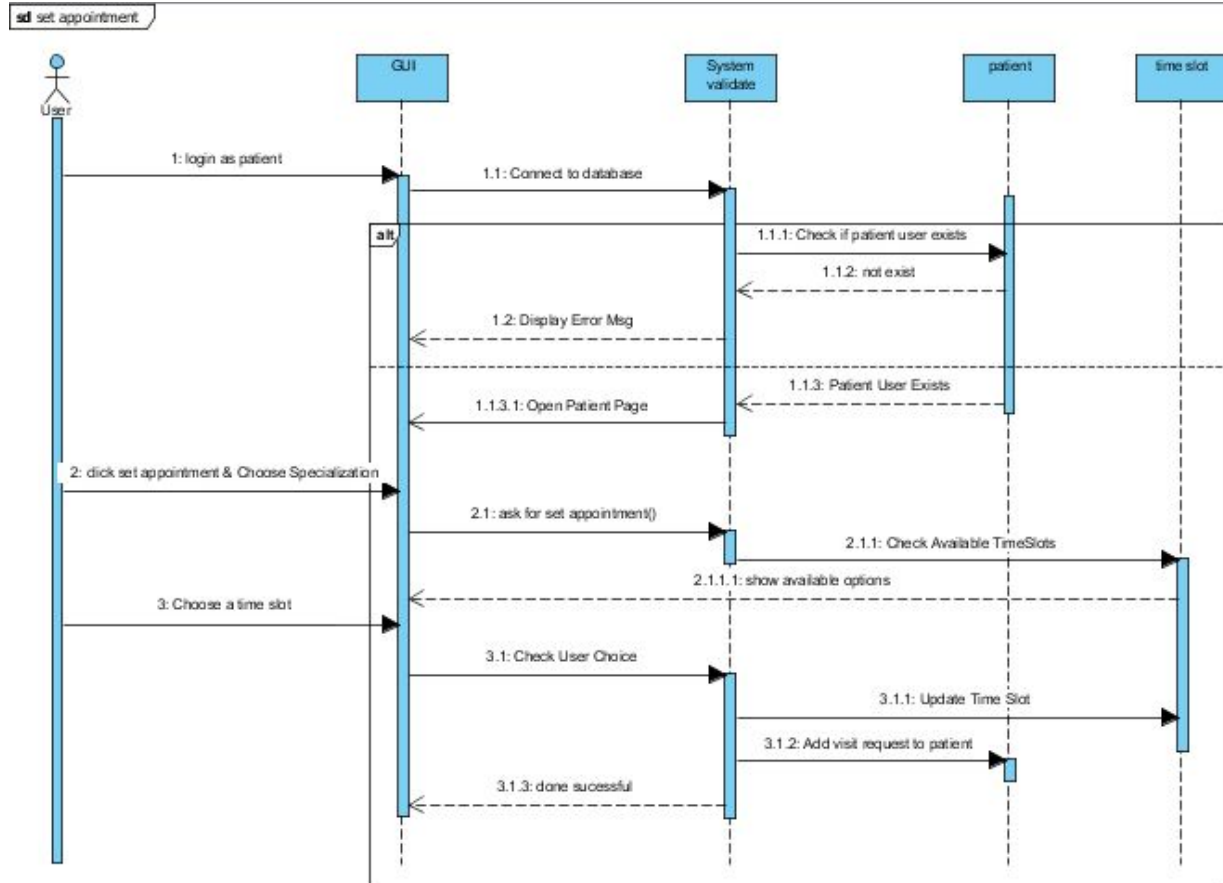 sd set appointment
User
GUI
System
validate
patient
time slot
1: login as patient
1.1: Connect to database
alt
1.1.1: Check if patient user exists
1.1.2: not exist
1.2: Display Error Msg
1.1.3: Patient User Exists
1.1.3.1: Open Patient Page
2: click set appointment & Choose Specialization
2.1: ask for set appointment()
2.1.1: Check Available TimeSlots
2.1.1.1: show available options
3: Choose a time slot
3.1: Check User Choice
3.1.1: Update Time Slot
3.1.2: Add visit request to patient
3.1.3: done sucessful